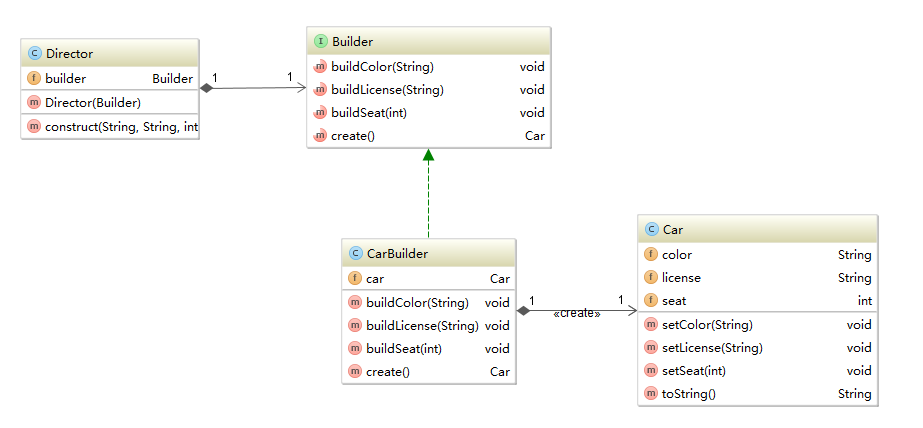 C Director
f builder Builder
m Director(Builder)
m construct(String, String, int
1 1
I Builder
m buildColor(String) void
m buildLicense(String) void
m buildSeat(int) void
m create() Car
C CarBuilder
f car Car
m buildColor(String) void
m buildLicense(String) void
m buildSeat(int) void
m create() Car
1 1
«create»
C Car
f color String
f license String
f seat int
m setColor(String) void
m setLicense(String) void
m setSeat(int) void
m toString() String